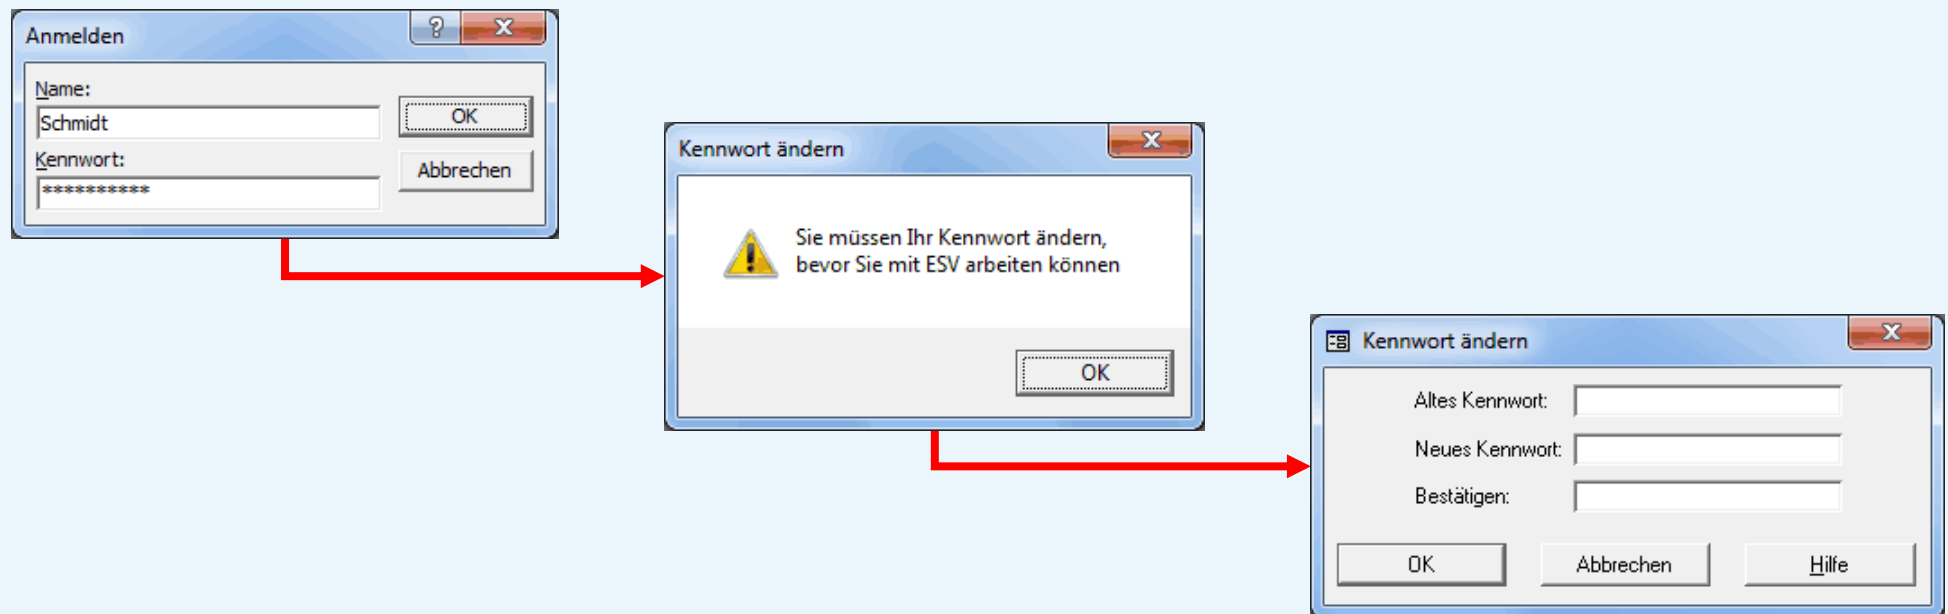 Anmelden
?
Name:
Schmidt
OK
Kennwort:
**********
Abbrechen
Kennwort ändern
Sie müssen Ihr Kennwort ändern,
bevor Sie mit ESV arbeiten können
OK
Kennwort ändern
Altes Kennwort:
Neues Kennwort:
Bestätigen:
OK Abbrechen Hilfe